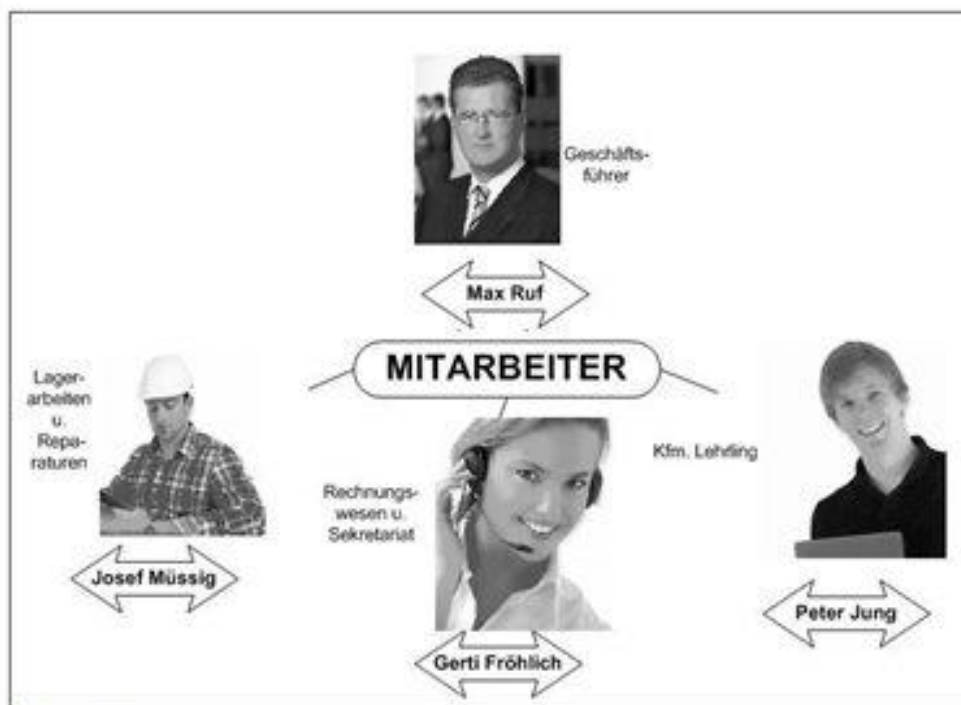 Geschäfts-
führer
Max Ruf
MITARBEITER
Lager-
arbeiten
u.
Repa-
raturen
Josef Müssig
Rechnungs-
wesen u.
Sekretariat
Gerti Fröhlich
Kfm. Lehrling
Peter Jung